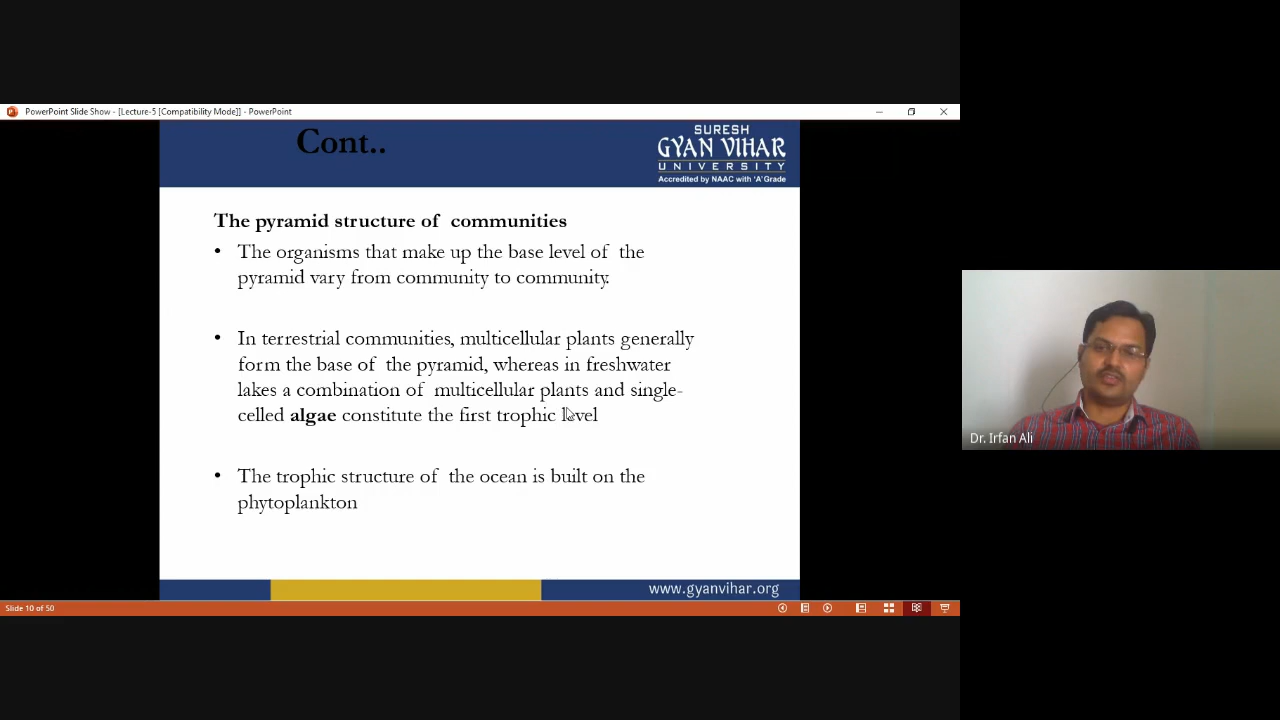 PowerPoint Slide Show - [Lecture-5 [Compatibility Mode]] - PowerPoint
Cont..
SURESH
GYAN VIHAR
UNIVERSITY
Accredited by NAAC with 'A' Grade
The pyramid structure of communities
• The organisms that make up the base level of the
pyramid vary from community to community.
• In terrestrial communities, multicellular plants generally
form the base of the pyramid, whereas in freshwater
lakes a combination of multicellular plants and single-
celled algae constitute the first trophic level
• The trophic structure of the ocean is built on the
phytoplankton
www.gyanvihar.org
Slide 10 of 50
Dr. Irfan Ali